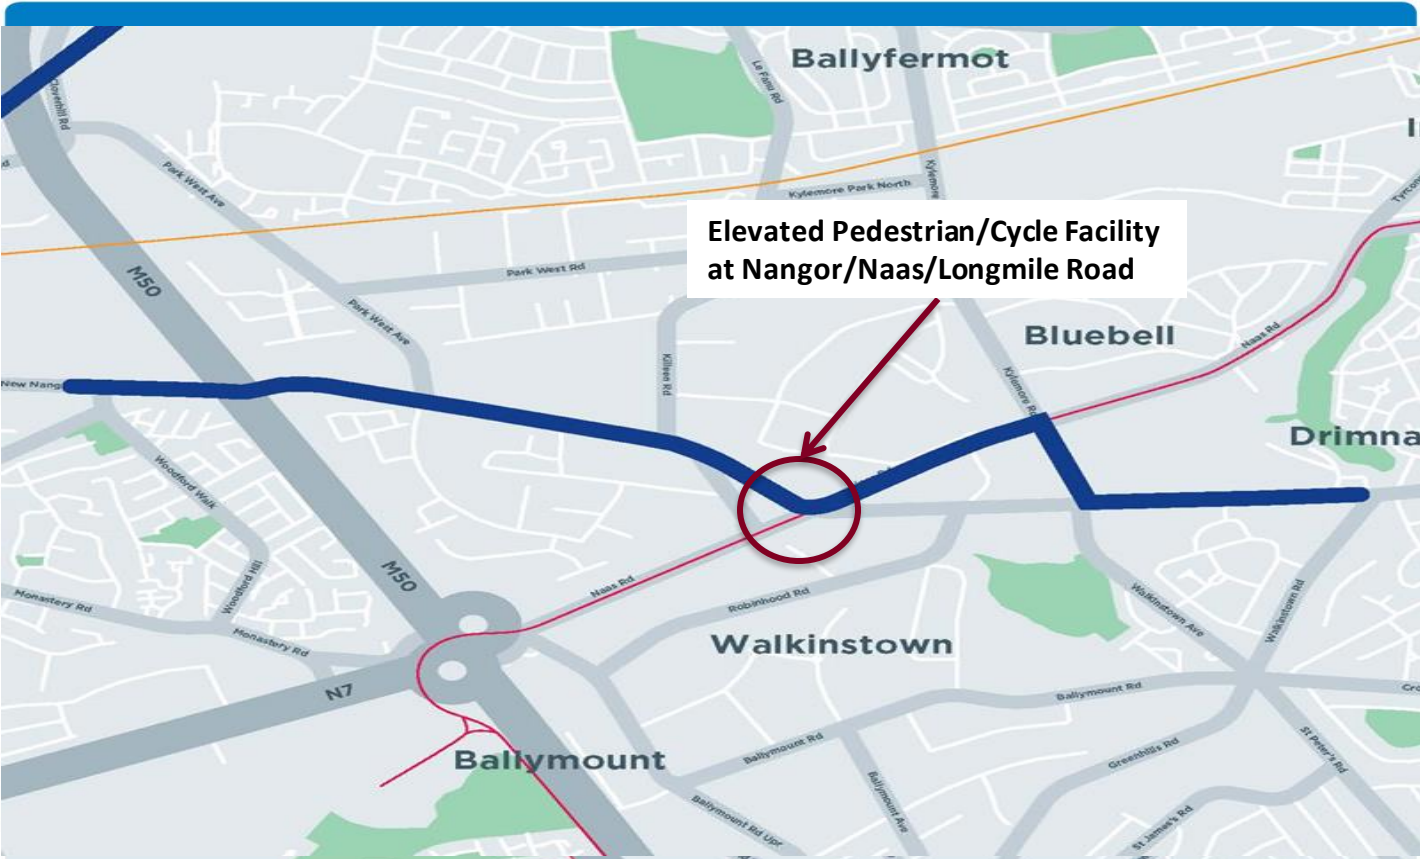 Ballyfermot
Le Fanu Rd
Cloverhill Rd
Park West Ave
Kylemore
Kylemore Park North
Elevated Pedestrian/Cycle Facility
at Nangor/Naas/Longmile Road
M50
Park West Rd
Park West Ave
Bluebell
Naas Rd
Killeen Rd
Kylemore
New Nang
Drimna
Woodford Walk
M50
Naas Rd
Woodford Hill
Monastery Rd
Robinhood Rd
Walkinstown Ave
Walkinstown Rd
Monastery Rd
Walkinstown
N7
Ballymount Rd
Cro
Ballymount Rd
Greenhills Rd
St Peter's Rd
Ballymount
Ballymount Ave
Ballymount Rd Upr
St James's Rd